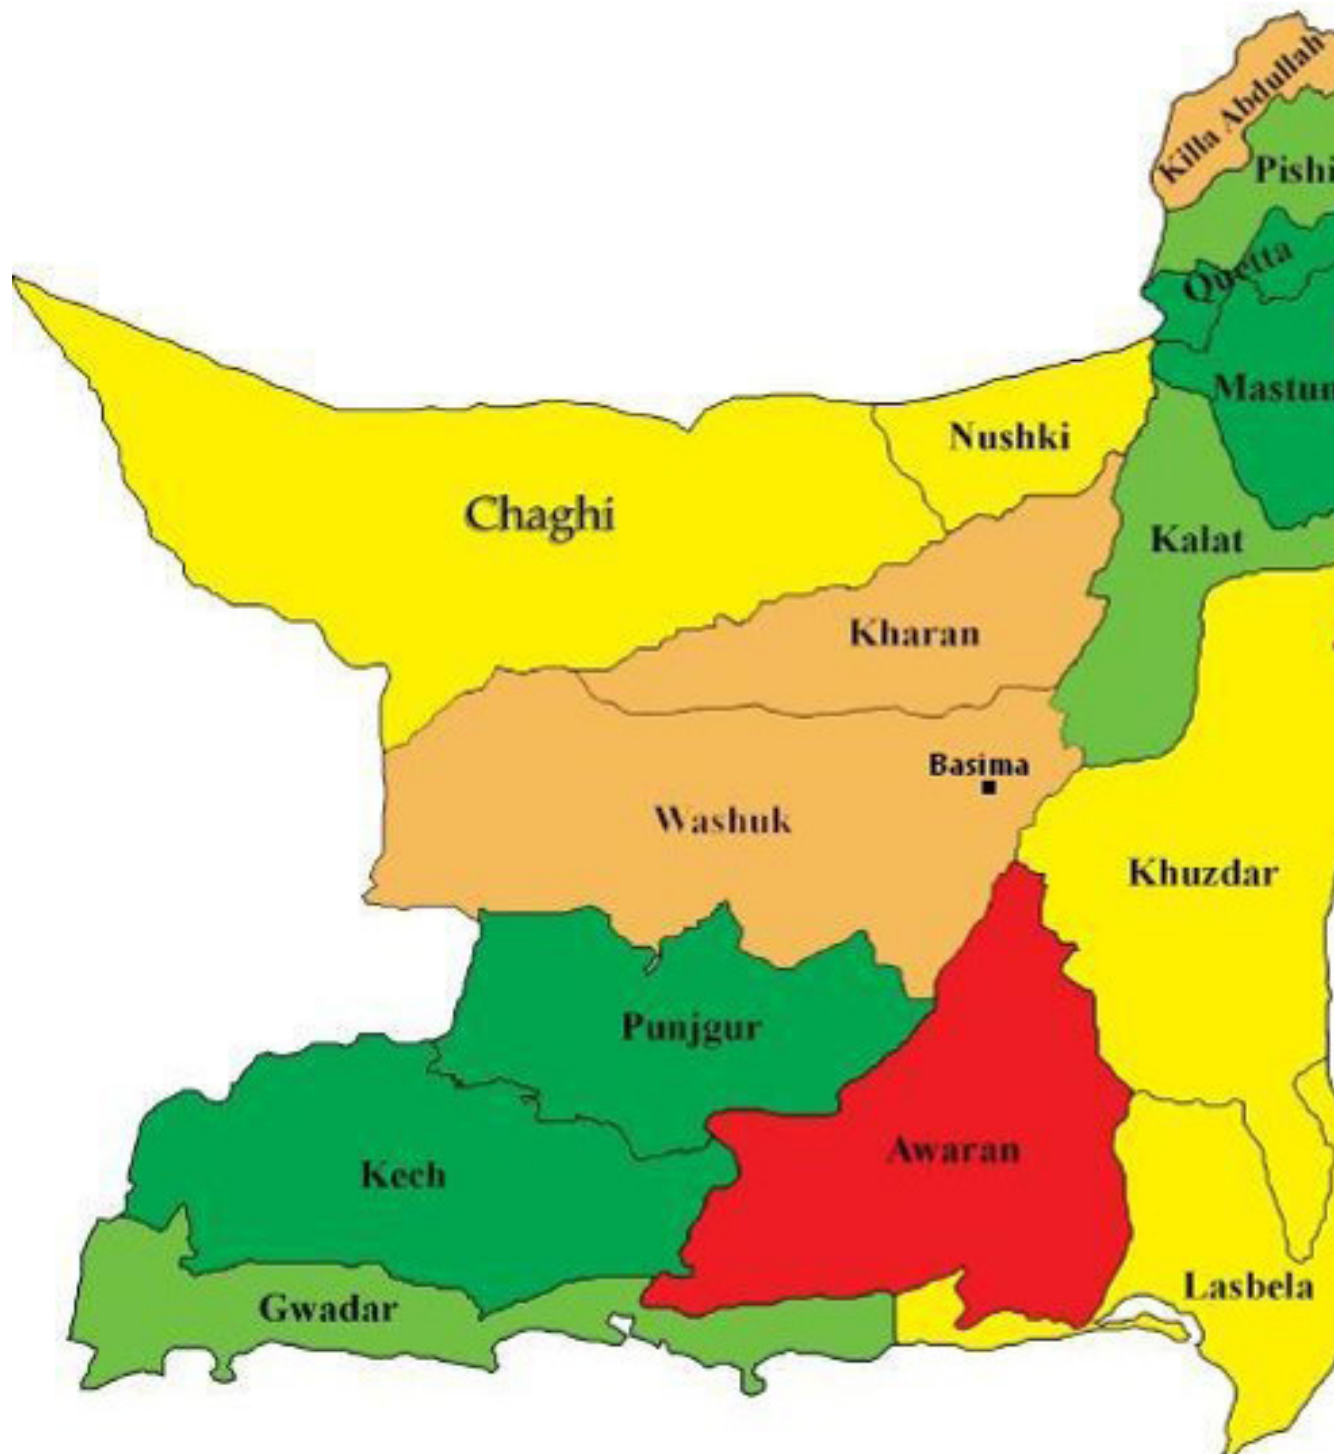 Killa Abdullah
Pishi
Quetta
Mastun
Nushki
Chaghi
Kalat
Kharan
Basima
Washuk
Khuzdar
Punjgur
Awaran
Kech
Lasbela
Gwadar